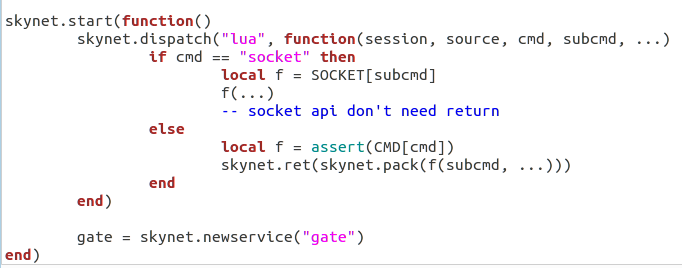 skynet.start(function()
        skynet.dispatch("lua", function(session, source, cmd, subcmd, ...)
                if cmd == "socket" then
                        local f = SOCKET[subcmd]
                        f(...)
                        -- socket api don't need return
                else
                        local f = assert(CMD[cmd])
                        skynet.ret(skynet.pack(f(subcmd, ...)))
                end
        end)

        gate = skynet.newservice("gate")
end)